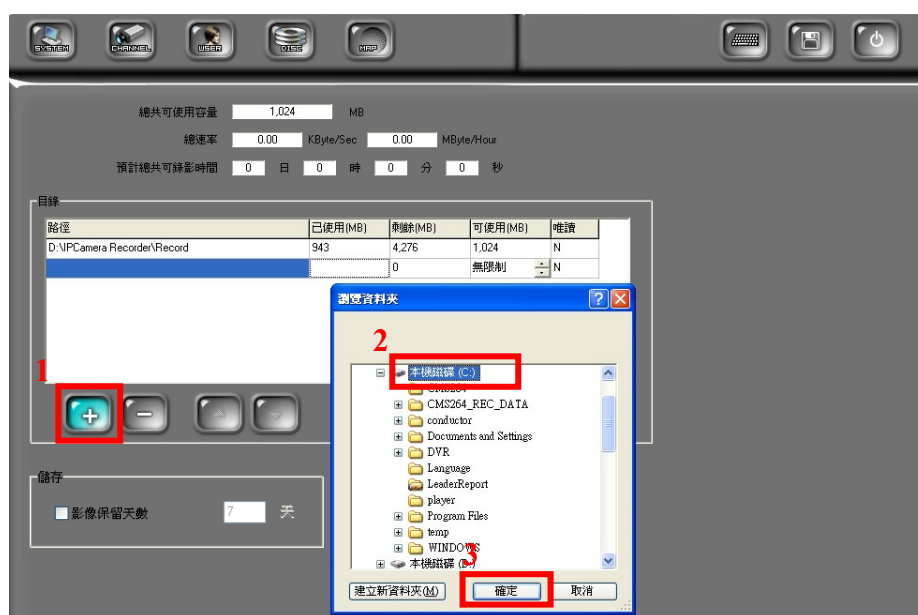 SYSTEM CHANNEL USER DISC MAP
總共可使用容量 1,024 MB
總速率 0.00 KByte/Sec 0.00 MByte/Hour
預計總共可錄影時間 0 日 0 時 0 分 0 秒
目錄
路徑 已使用(MB) 剩餘(MB) 可使用(MB) 唯讀
D:\IPCamera Recorder\Record 943 4,276 1,024 N
0 無限制 N
瀏覽資料夾
2
本機磁碟 (C:)
CMS264
1
CMS264_REC_DATA
conductor
Documents and Settings
DVR
Language
LeaderReport
player
Program Files
temp
WINDOWS
3
本機磁碟 (D:)
建立新資料夾(M) 確定 取消
儲存
影像保留天數 7 天